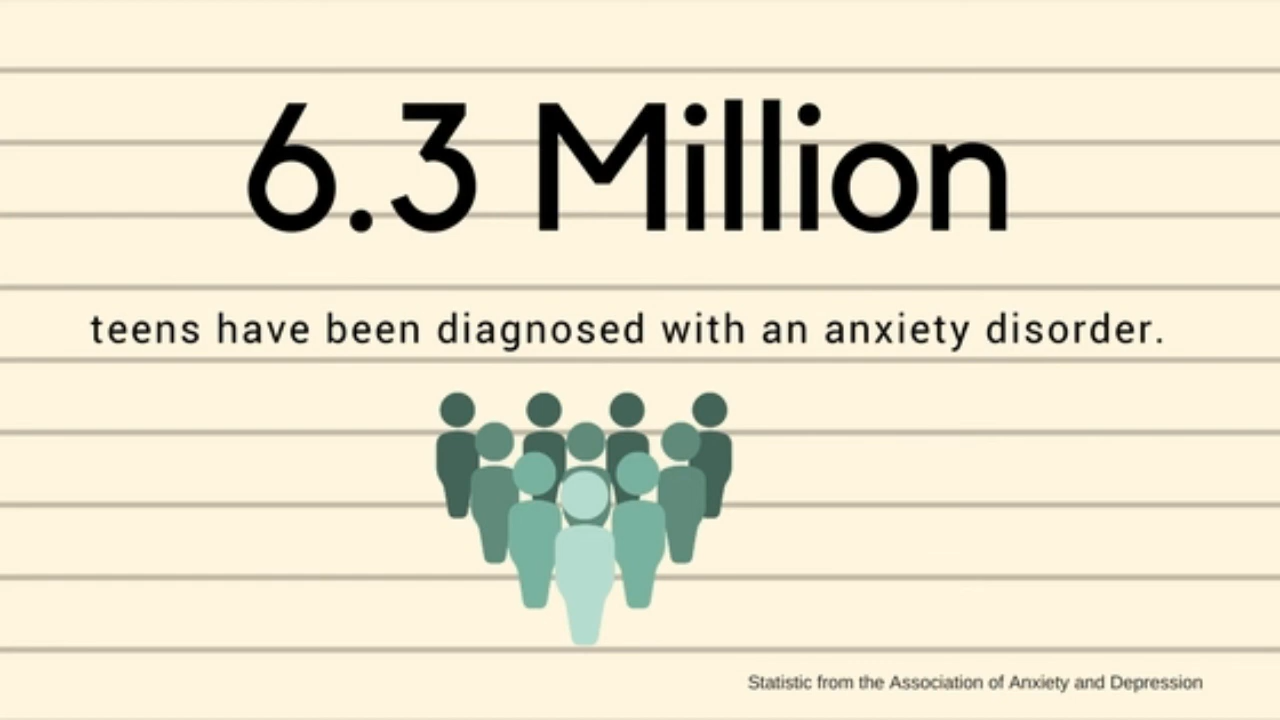 6.3 Million
teens have been diagnosed with an anxiety disorder.
Statistic from the Association of Anxiety and Depression